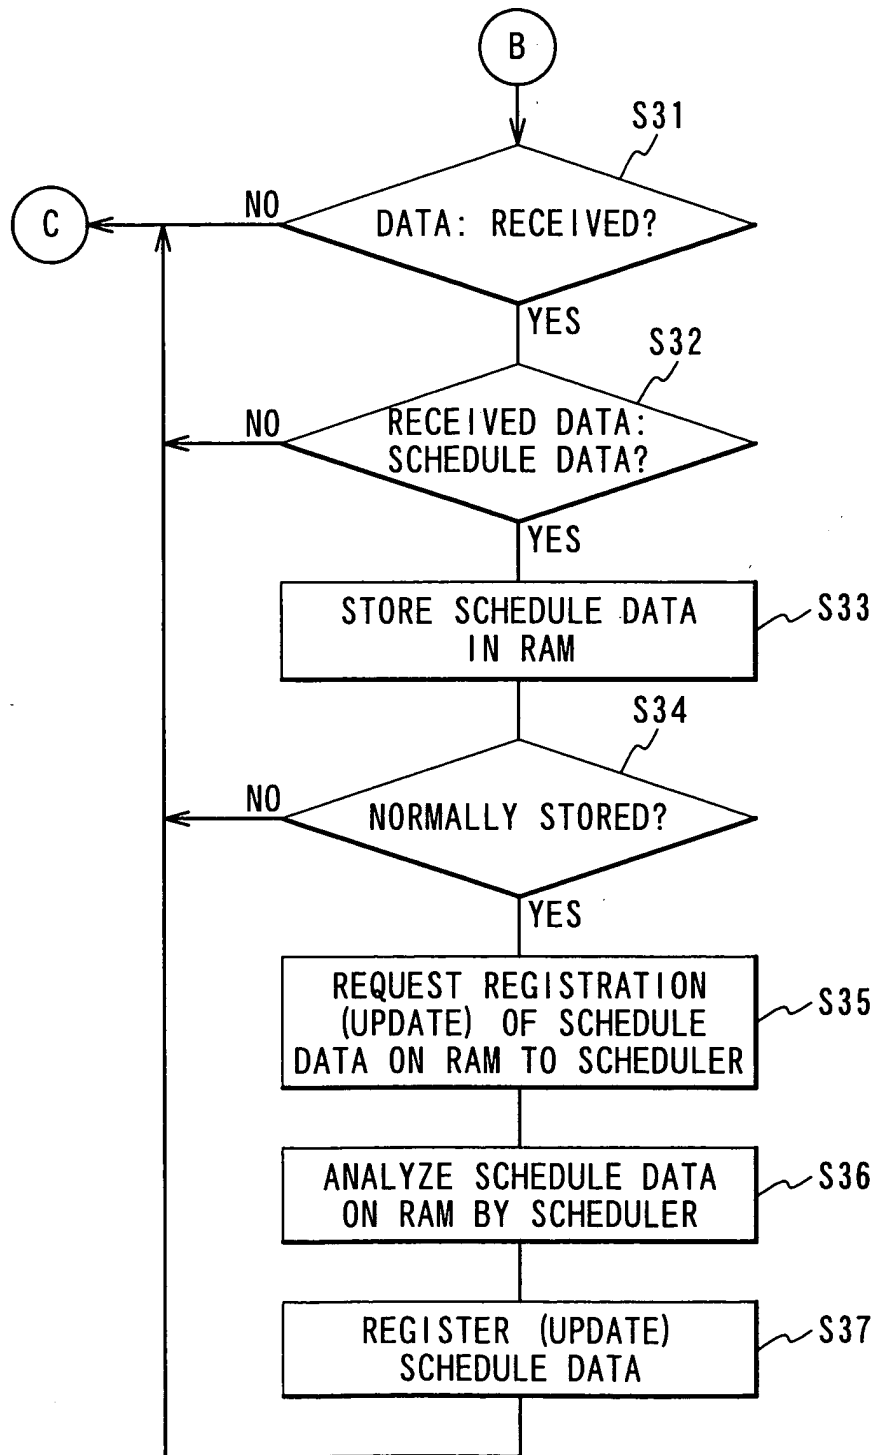 B
S31
C
NO
DATA: RECEIVED?
YES
S32
NO
RECEIVED DATA:
SCHEDULE DATA?
YES
STORE SCHEDULE DATA
IN RAM
S33
S34
NO
NORMALLY STORED?
YES
REQUEST REGISTRATION
(UPDATE) OF SCHEDULE
DATA ON RAM TO SCHEDULER
S35
ANALYZE SCHEDULE DATA
ON RAM BY SCHEDULER
S36
REGISTER (UPDATE)
SCHEDULE DATA
S37